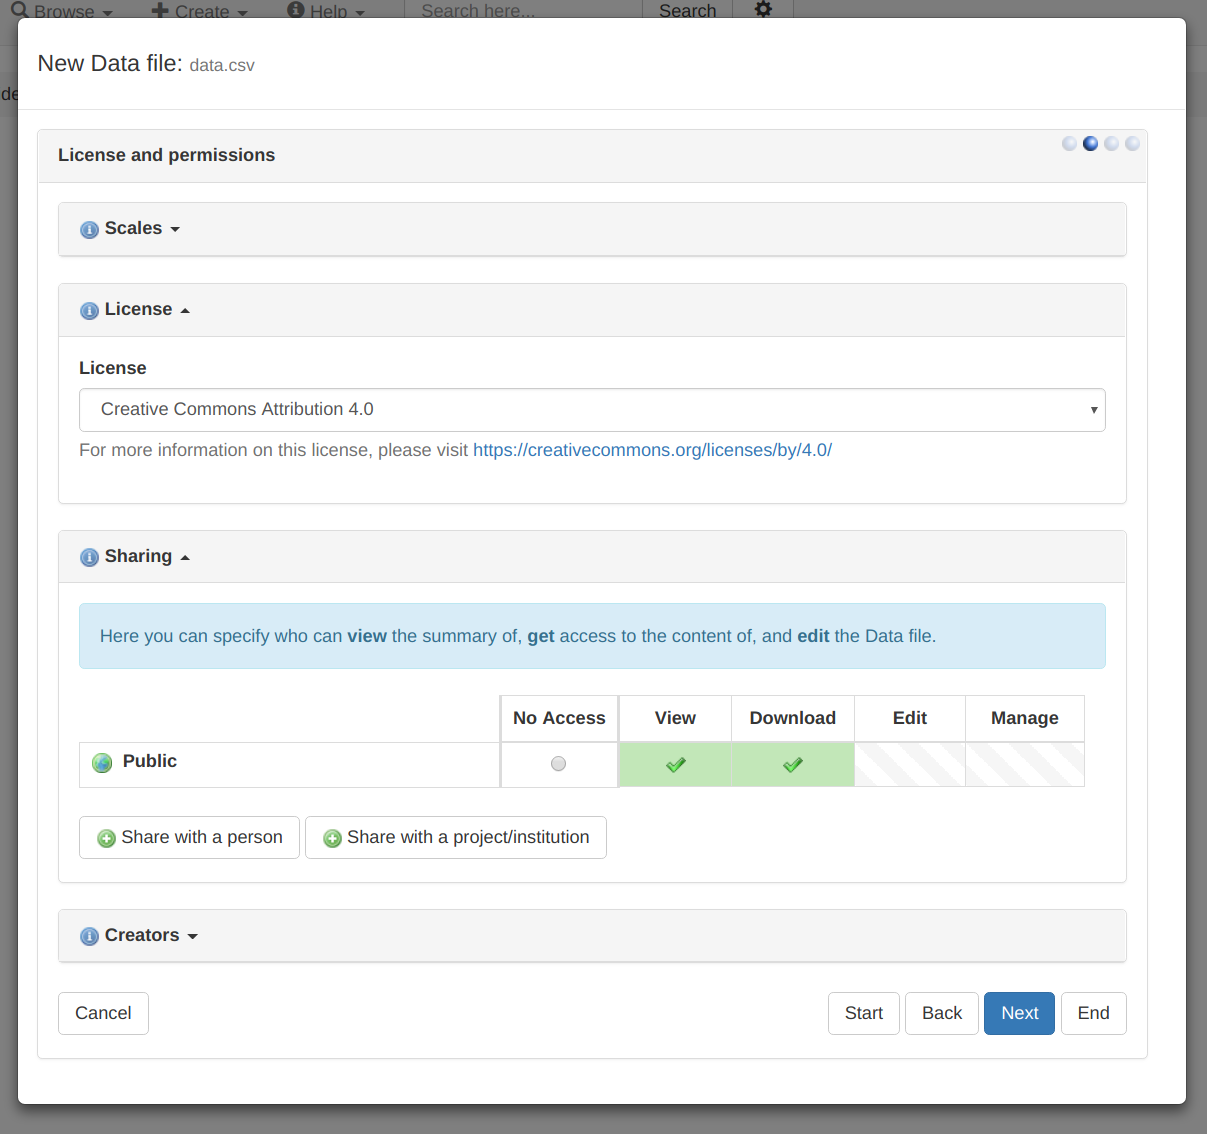 Browse Create Help Search here... Search
New Data file: data.csv
de
License and permissions
Scales
License
License
Creative Commons Attribution 4.0
For more information on this license, please visit https://creativecommons.org/licenses/by/4.0/
Sharing
Here you can specify who can view the summary of, get access to the content of, and edit the Data file.
No Access View Download Edit Manage
Public
Share with a person Share with a project/institution
Creators
Cancel Start Back Next End